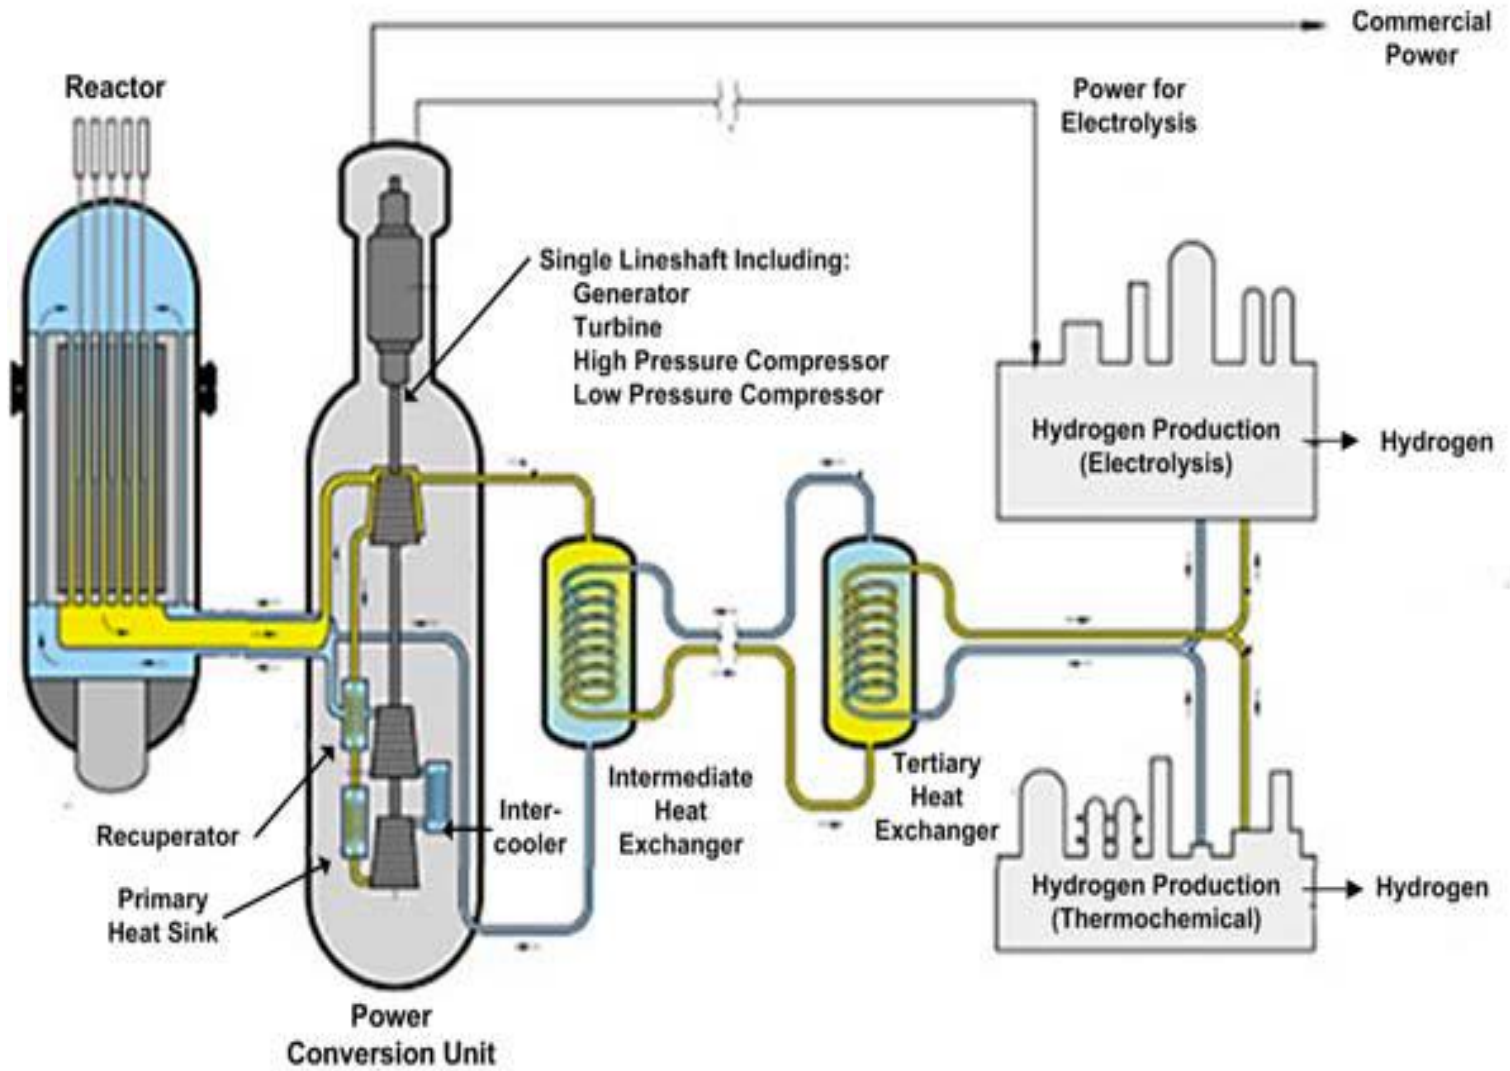 Commercial
Power
Reactor
Power for
Electrolysis
Single Lineshaft Including:
Generator
Turbine
High Pressure Compressor
Low Pressure Compressor
Hydrogen Production
(Electrolysis)
Hydrogen
Inter-
cooler
Intermediate
Heat
Exchanger
Tertiary
Heat
Exchanger
Recuperator
Primary
Heat Sink
Hydrogen Production
(Thermochemical)
Hydrogen
Power
Conversion Unit